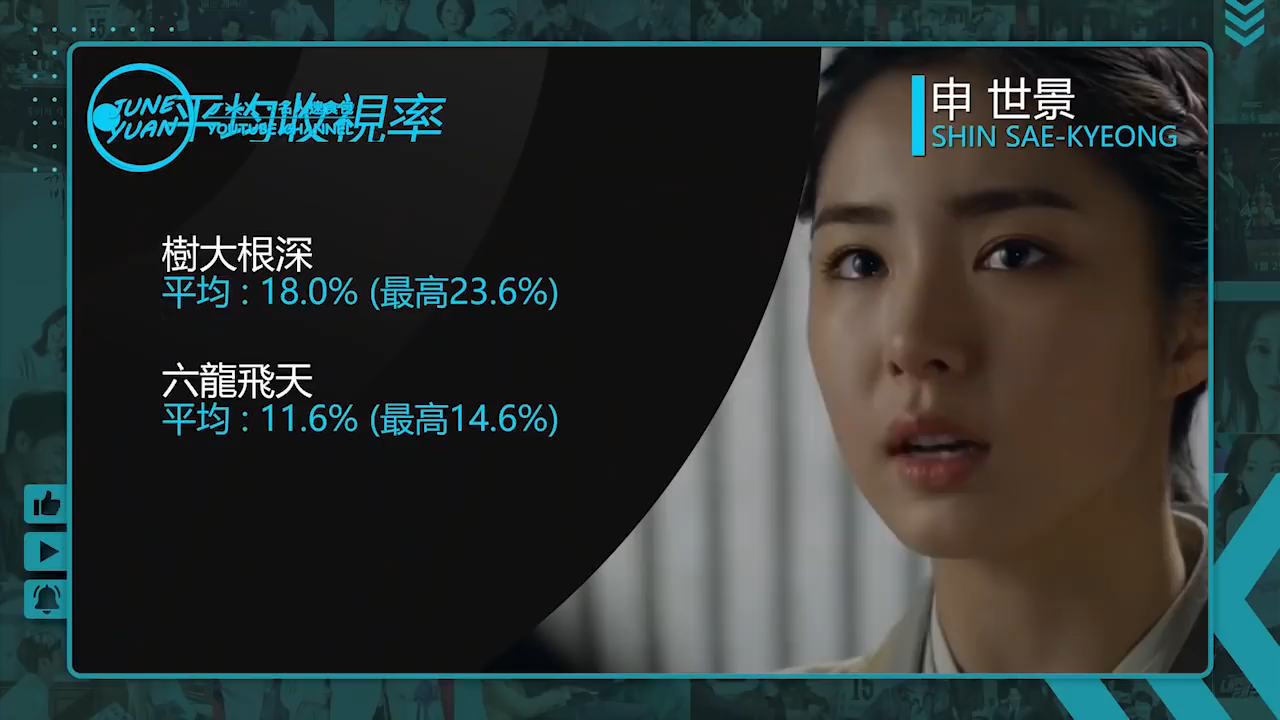 JUNE
YUAN
平均收視率
YOUTUBE CHANNEL
申 世景
SHIN SAE-KYEONG
樹大根深
平均 : 18.0% (最高23.6%)
六龍飛天
平均 : 11.6% (最高14.6%)